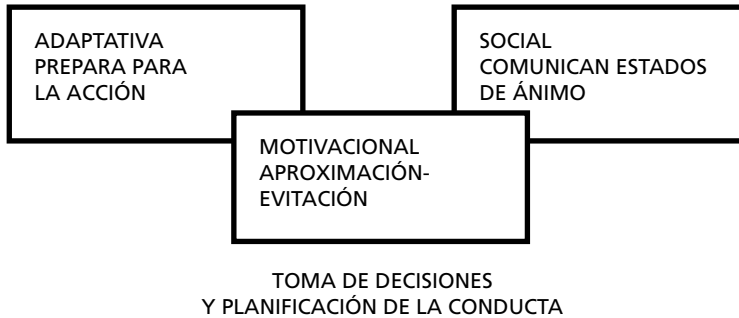 ADAPTATIVA
PREPARA PARA
LA ACCIÓN
SOCIAL
COMUNICAN ESTADOS
DE ÁNIMO
MOTIVACIONAL
APROXIMACIÓN-
EVITACIÓN
TOMA DE DECISIONES
Y PLANIFICACIÓN DE LA CONDUCTA